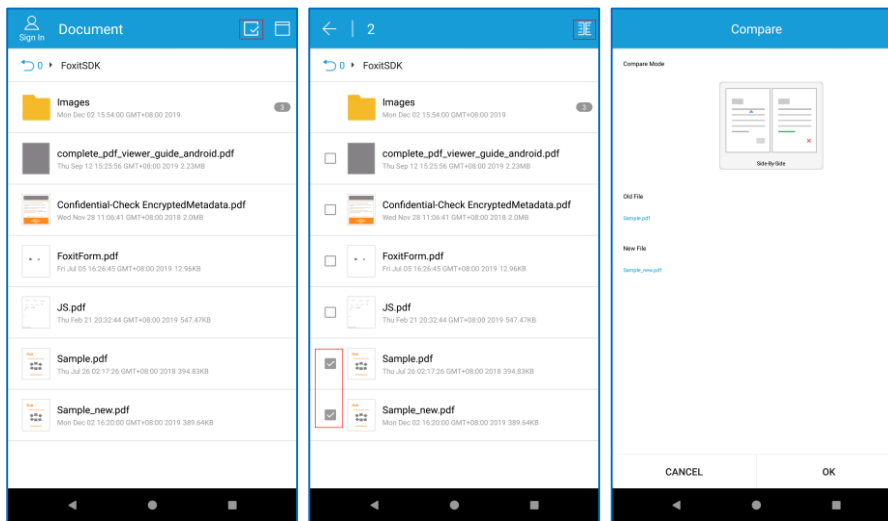 Sign In
Document
0 FoxitSDK
Images
Mon Dec 02 15:54:00 GMT+08:00 2019
3
complete_pdf_viewer_guide_android.pdf
Thu Sep 12 15:25:56 GMT+08:00 2019 2.23MB
Confidential-Check EncryptedMetadata.pdf
Wed Nov 28 11:06:41 GMT+08:00 2018 2.0MB
FoxitForm.pdf
Fri Jul 05 16:26:45 GMT+08:00 2019 12.96KB
JS.pdf
Thu Feb 21 20:32:44 GMT+08:00 2019 547.47KB
Sample.pdf
Thu Jul 26 02:17:26 GMT+08:00 2018 394.83KB
Sample_new.pdf
Mon Dec 02 16:20:00 GMT+08:00 2019 389.64KB
2
0 FoxitSDK
Images
Mon Dec 02 15:54:00 GMT+08:00 2019
3
complete_pdf_viewer_guide_android.pdf
Thu Sep 12 15:25:56 GMT+08:00 2019 2.23MB
Confidential-Check EncryptedMetadata.pdf
Wed Nov 28 11:06:41 GMT+08:00 2018 2.0MB
FoxitForm.pdf
Fri Jul 05 16:26:45 GMT+08:00 2019 12.96KB
JS.pdf
Thu Feb 21 20:32:44 GMT+08:00 2019 547.47KB
Sample.pdf
Thu Jul 26 02:17:26 GMT+08:00 2018 394.83KB
Sample_new.pdf
Mon Dec 02 16:20:00 GMT+08:00 2019 389.64KB
Compare
Compare Mode
Side-By-Side
Old File
Sample.pdf
New File
Sample_new.pdf
CANCEL OK